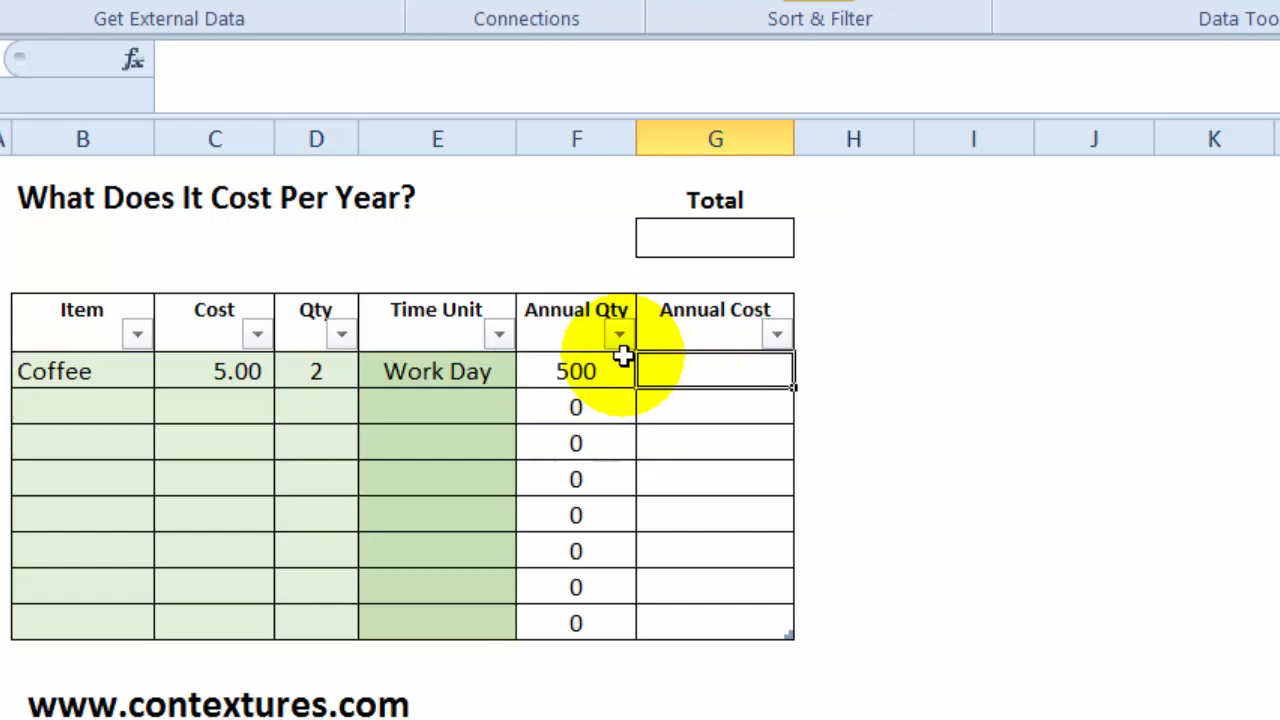 Get External Data Connections Sort & Filter Data Too
fx
A B C D E F G H I J K
What Does It Cost Per Year? Total
Item Cost Qty Time Unit Annual Qty Annual Cost
Coffee 5.00 2 Work Day 500
0
0
0
0
0
0
0
www.contextures.com